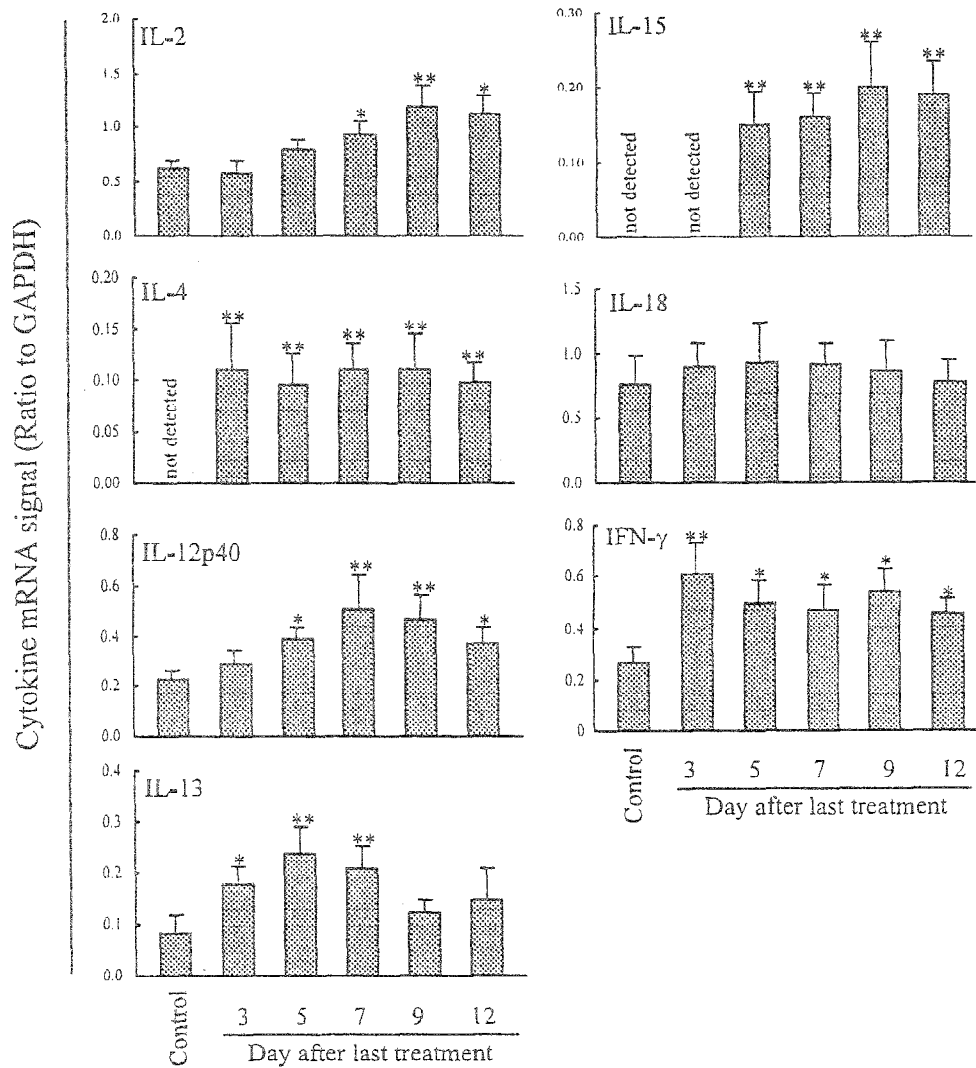 Cytokine mRNA signal (Ratio to GAPDH)
IL-2
2.0
1.5
1.0
0.5
0.0
* ** *
IL-4
0.20
0.15
0.10
0.05
0.00
not detected
** ** ** ** **
IL-12p40
0.8
0.6
0.4
0.2
0.0
* ** ** *
IL-13
0.4
0.3
0.2
0.1
0.0
* ** **
Control 3 5 7 9 12
Day after last treatment
IL-15
0.30
0.20
0.10
0.00
not detected
not detected
** ** ** **
IL-18
1.5
1.0
0.5
0.0
IFN-γ
0.8
0.6
0.4
0.2
0
** * * * *
Control 3 5 7 9 12
Day after last treatment